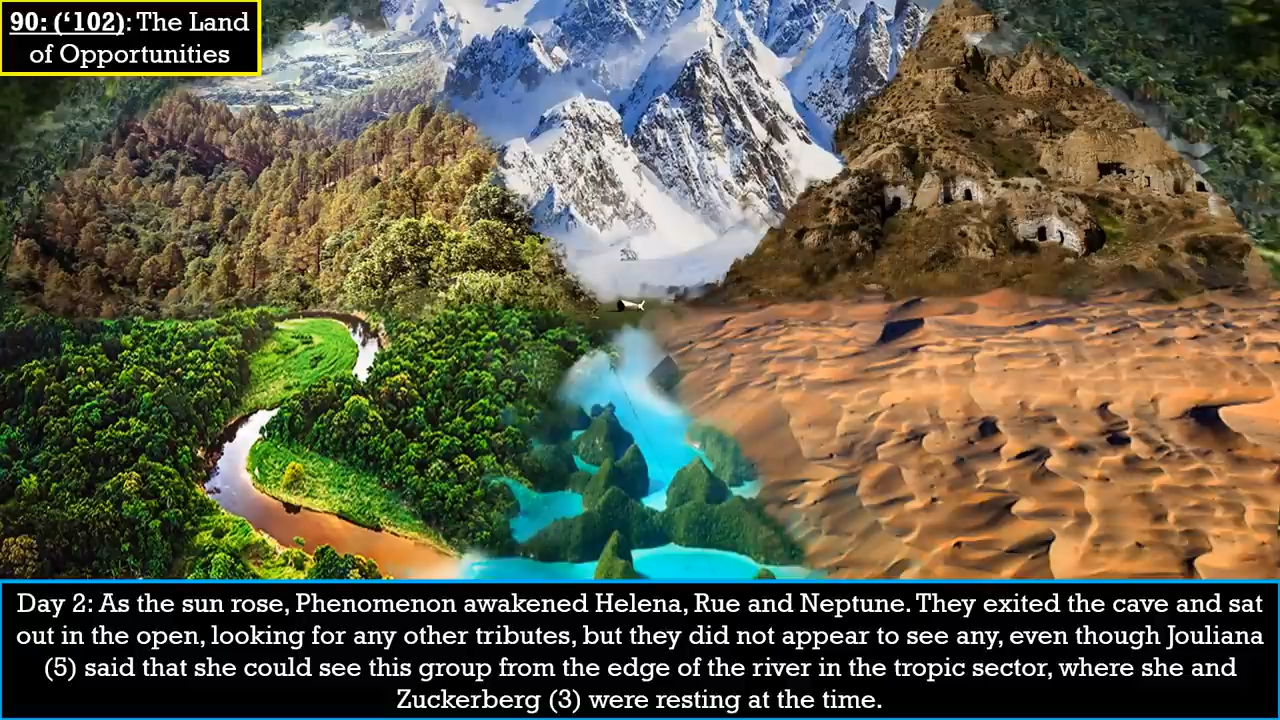 90: (‘102): The Land
of Opportunities
Day 2: As the sun rose, Phenomenon awakened Helena, Rue and Neptune. They exited the cave and sat
out in the open, looking for any other tributes, but they did not appear to see any, even though Jouliana
(5) said that she could see this group from the edge of the river in the tropic sector, where she and
Zuckerberg (3) were resting at the time.